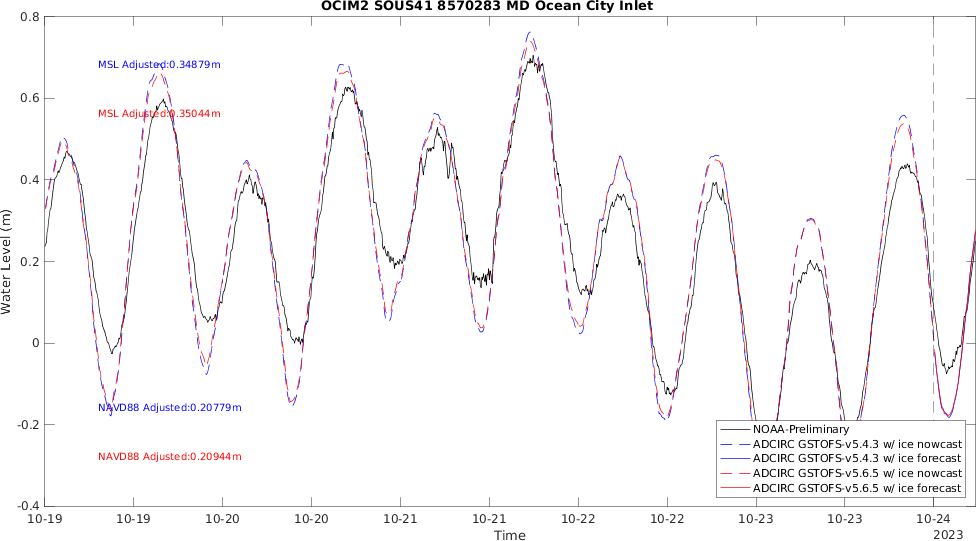 OCIM2 SOUS41 8570283 MD Ocean City Inlet
0.8
MSL Adjusted:0.34879m
0.6
MSL Adjusted:0.35044m
0.4
Water Level (m)
0.2
0
NAVD88 Adjusted:0.20779m
-0.2
NOAA-Preliminary
ADCIRC GSTOFS-v5.4.3 w/ ice nowcast
ADCIRC GSTOFS-v5.4.3 w/ ice forecast
NAVD88 Adjusted:0.20944m
ADCIRC GSTOFS-v5.6.5 w/ ice nowcast
ADCIRC GSTOFS-v5.6.5 w/ ice forecast
-0.4
10-19 10-19 10-20 10-20 10-21 10-21 10-22 10-22 10-23 10-23 10-24
Time
2023